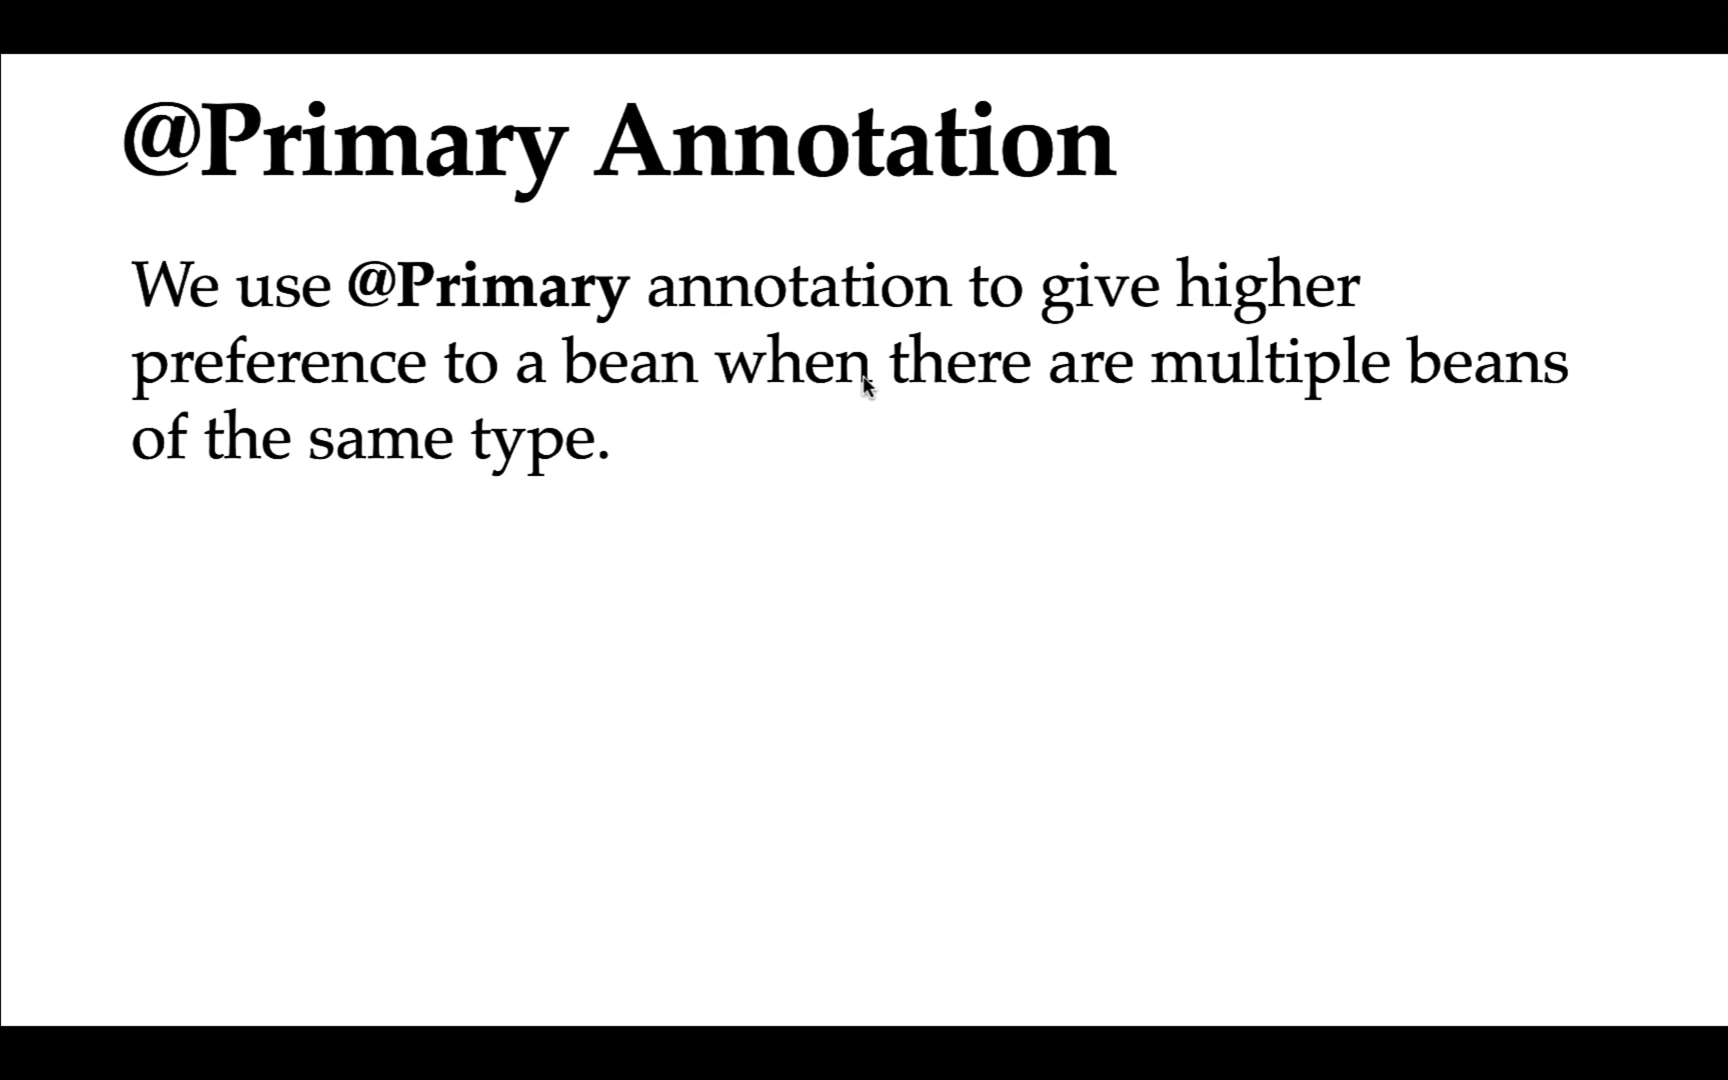 @Primary Annotation
We use @Primary annotation to give higher
preference to a bean when there are multiple beans
of the same type.